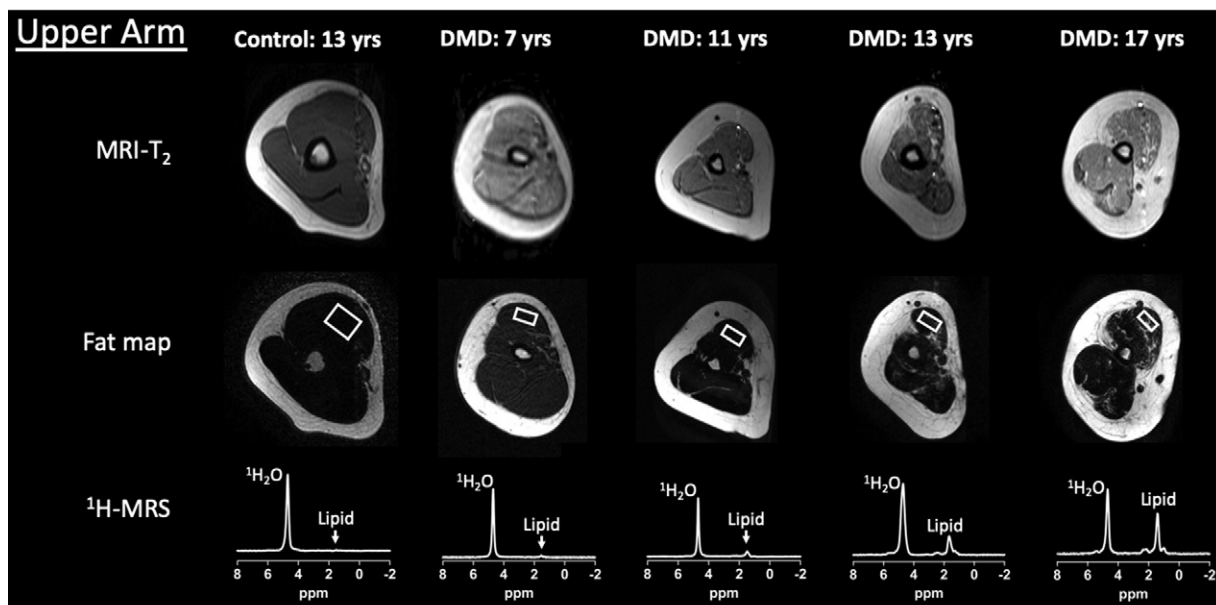 Upper Arm
Control: 13 yrs DMD: 7 yrs DMD: 11 yrs DMD: 13 yrs DMD: 17 yrs
MRI-T₂
Fat map
¹H-MRS
¹H₂O Lipid ¹H₂O Lipid ¹H₂O Lipid ¹H₂O Lipid ¹H₂O Lipid
8 6 4 2 0 -2 8 6 4 2 0 -2 8 6 4 2 0 -2 8 6 4 2 0 -2 8 6 4 2 0 -2
ppm ppm ppm ppm ppm